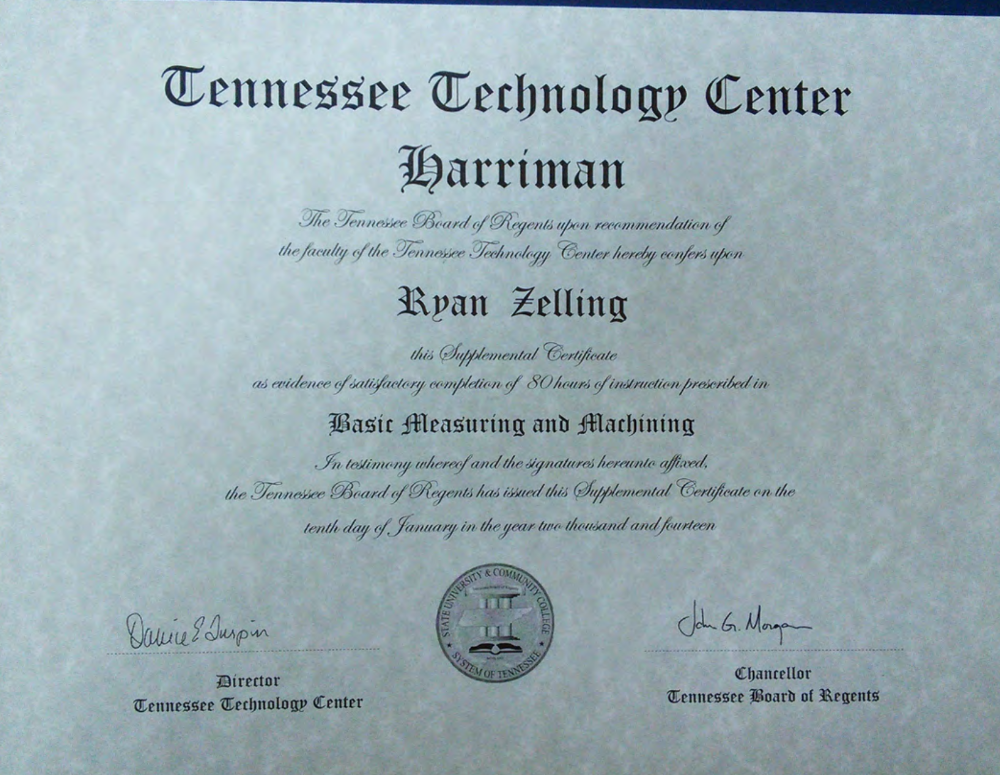 Tennessee Technology Center
Harriman
The Tennessee Board of Regents upon recommendation of
the faculty of the Tennessee Technology Center hereby confers upon
Ryan Zelling
this Supplemental Certificate
as evidence of satisfactory completion of 80 hours of instruction prescribed in
Basic Measuring and Machining
In testimony whereof and the signatures hereunto affixed,
the Tennessee Board of Regents has issued this Supplemental Certificate on the
tenth day of January in the year two thousand and fourteen
STATE UNIVERSITY & COMMUNITY COLLEGE
SYSTEM OF TENNESSEE
John G. Morgan
Director
Tennessee Technology Center
Chancellor
Tennessee Board of Regents